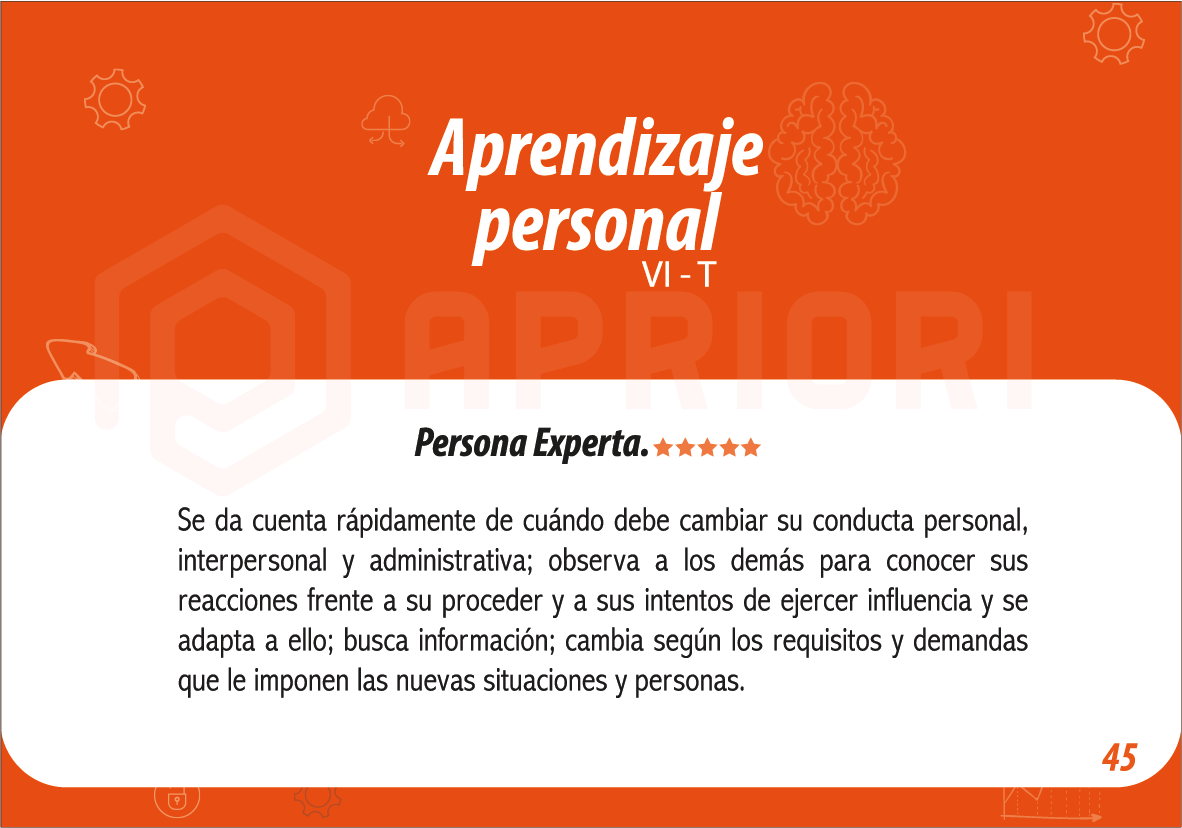 Aprendizaje
personal
VI - T
APRIORI
Persona Experta.
Se da cuenta rápidamente de cuándo debe cambiar su conducta personal,
interpersonal y administrativa; observa a los demás para conocer sus
reacciones frente a su proceder y a sus intentos de ejercer influencia y se
adapta a ello; busca información; cambia según los requisitos y demandas
que le imponen las nuevas situaciones y personas.
45